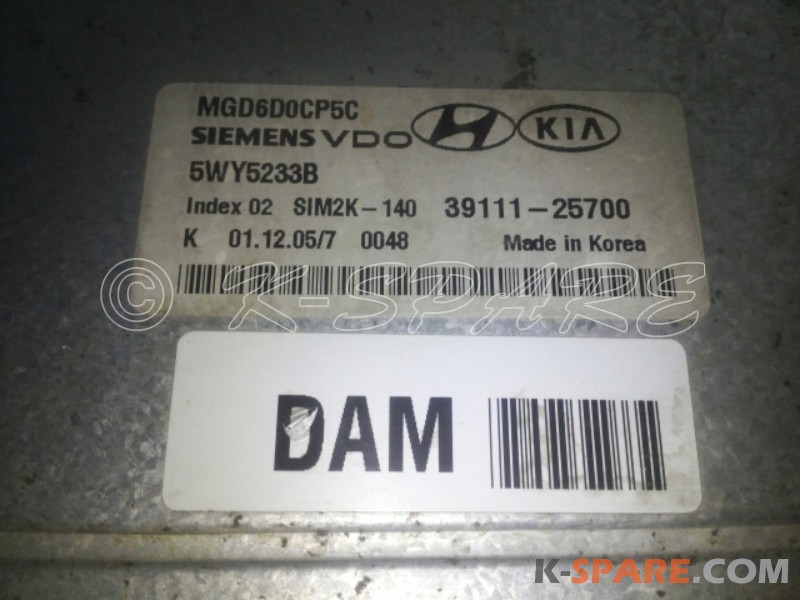 MGD6D0CP5C
SIEMENS VDO H KIA
5WY5233B
Index 02 SIM2K-140 39111-25700
K 01.12.05/7 0048 Made in Korea
© K-SPARE
DAM
K-SPARE.COM